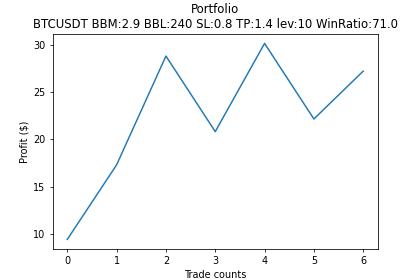 Portfolio
BTCUSDT BBM:2.9 BBL:240 SL:0.8 TP:1.4 lev:10 WinRatio:71.0
30
25
20
15
10
Profit ($)
0 1 2 3 4 5 6
Trade counts